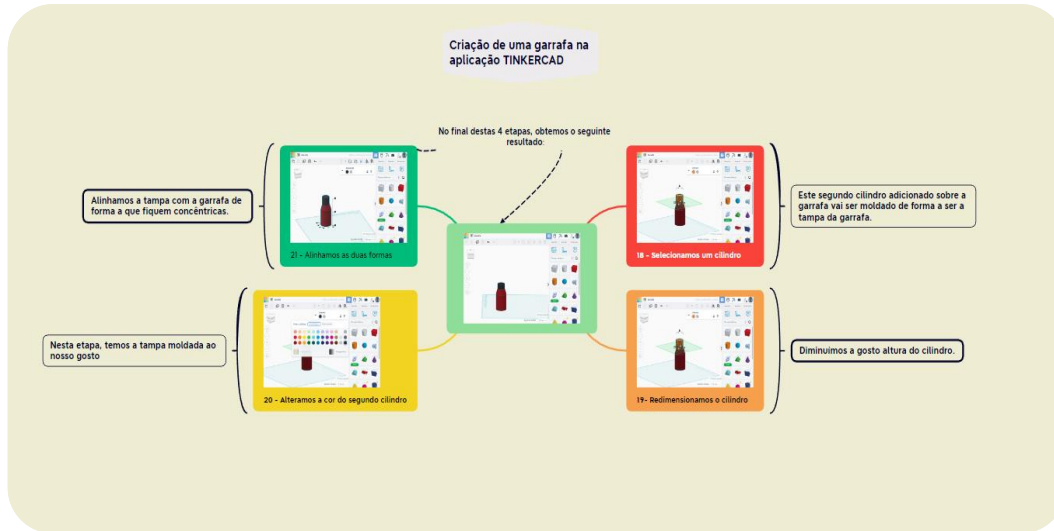 Criação de uma garrafa na
aplicação TINKERCAD
No final destas 4 etapas, obtemos o seguinte
resultado:
Alinhamos a tampa com a garrafa de
forma a que fiquem concêntricas.
21 - Alinhamos as duas formas
18 - Selecionamos um cilindro
Este segundo cilindro adicionado sobre a
garrafa vai ser moldado de forma a ser a
tampa da garrafa.
Nesta etapa, temos a tampa moldada ao
nosso gosto
20 - Alteramos a cor do segundo cilindro
19- Redimensionamos o cilindro
Diminuímos a gosto altura do cilindro.